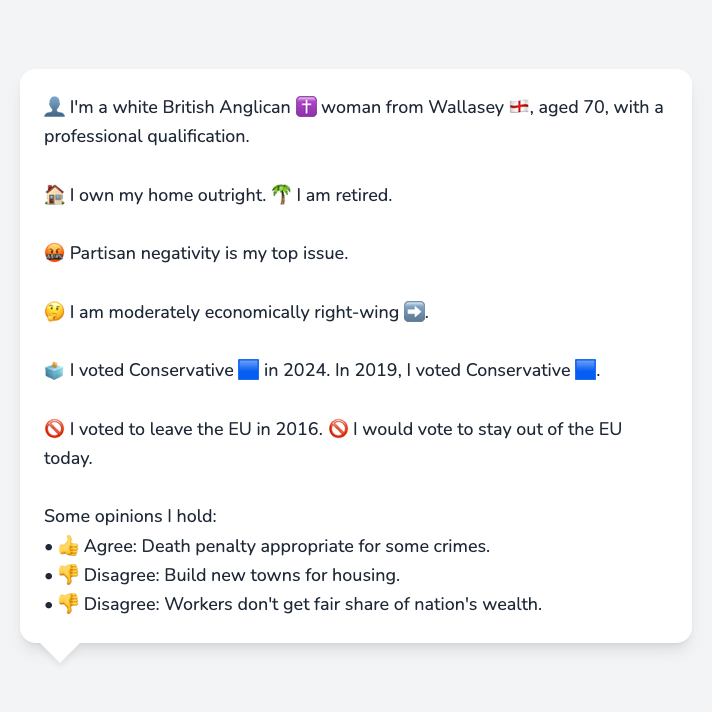 👤 I'm a white British Anglican ✝️ woman from Wallasey 🏴󠁧󠁢󠁥󠁮󠁧󠁿, aged 70, with a
professional qualification.
🏠 I own my home outright. 🌴 I am retired.
🤬 Partisan negativity is my top issue.
🤔 I am moderately economically right-wing ➡️.
🗳️ I voted Conservative 🟦 in 2024. In 2019, I voted Conservative 🟦.
🚫 I voted to leave the EU in 2016. 🚫 I would vote to stay out of the EU
today.
Some opinions I hold:
• 👍 Agree: Death penalty appropriate for some crimes.
• 👎 Disagree: Build new towns for housing.
• 👎 Disagree: Workers don't get fair share of nation's wealth.